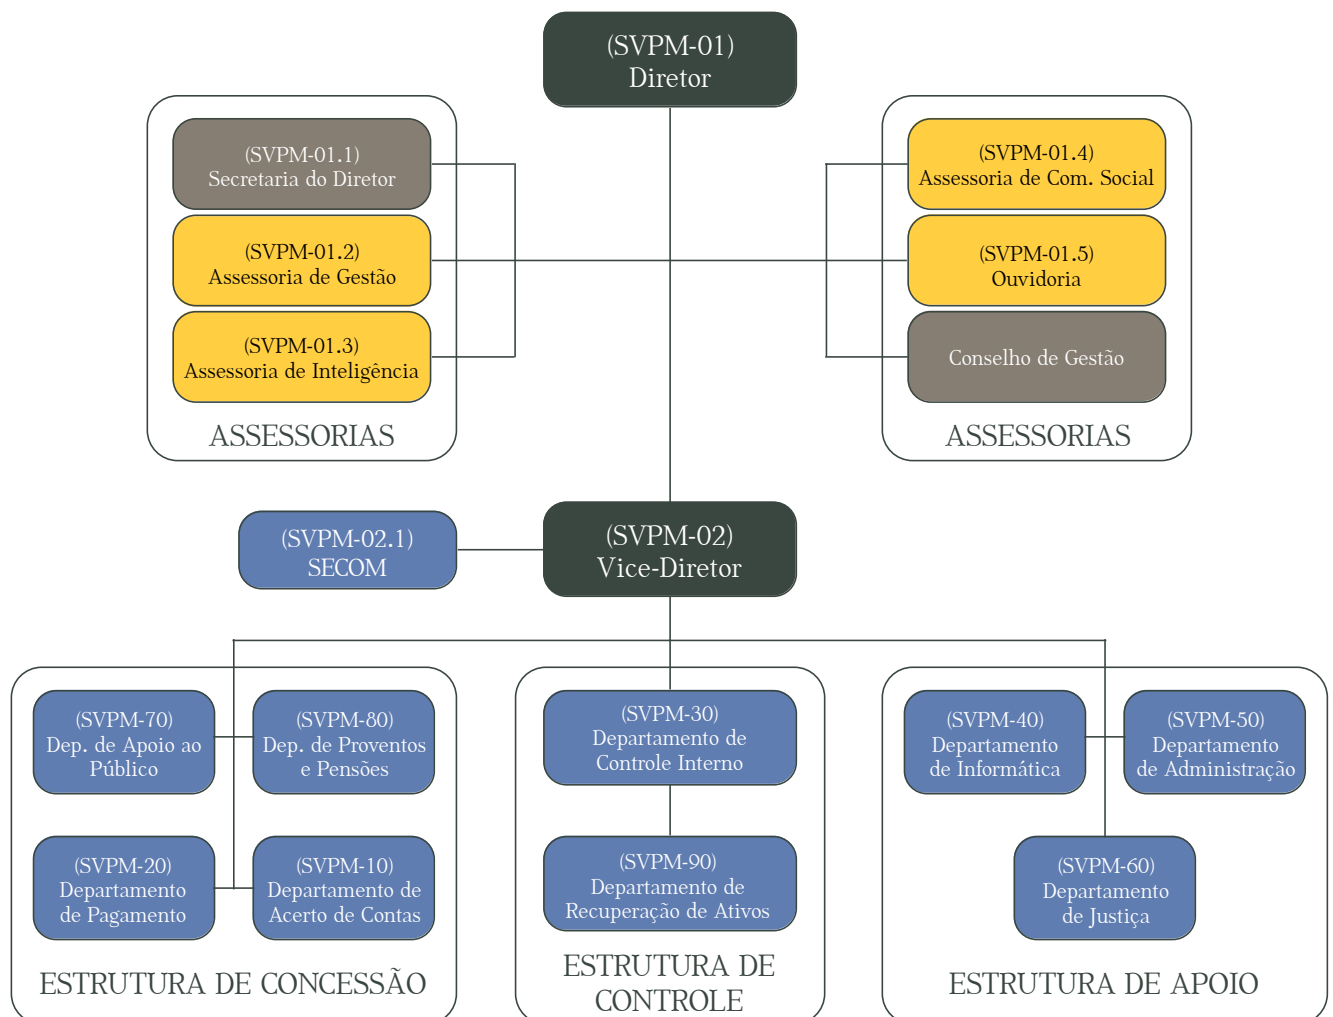 (SVPM-01)
Diretor
(SVPM-01.1)
Secretaria do Diretor
(SVPM-01.2)
Assessoria de Gestão
(SVPM-01.3)
Assessoria de Inteligência
ASSESSORIAS
(SVPM-01.4)
Assessoria de Com. Social
(SVPM-01.5)
Ouvidoria
Conselho de Gestão
ASSESSORIAS
(SVPM-02.1)
SECOM
(SVPM-02)
Vice-Diretor
(SVPM-70)
Dep. de Apoio ao
Público
(SVPM-80)
Dep. de Proventos
e Pensões
(SVPM-20)
Departamento
de Pagamento
(SVPM-10)
Departamento de
Acerto de Contas
ESTRUTURA DE CONCESSÃO
(SVPM-30)
Departamento de
Controle Interno
(SVPM-90)
Departamento de
Recuperação de Ativos
ESTRUTURA DE
CONTROLE
(SVPM-40)
Departamento
de Informática
(SVPM-50)
Departamento
de Administração
(SVPM-60)
Departamento
de Justiça
ESTRUTURA DE APOIO